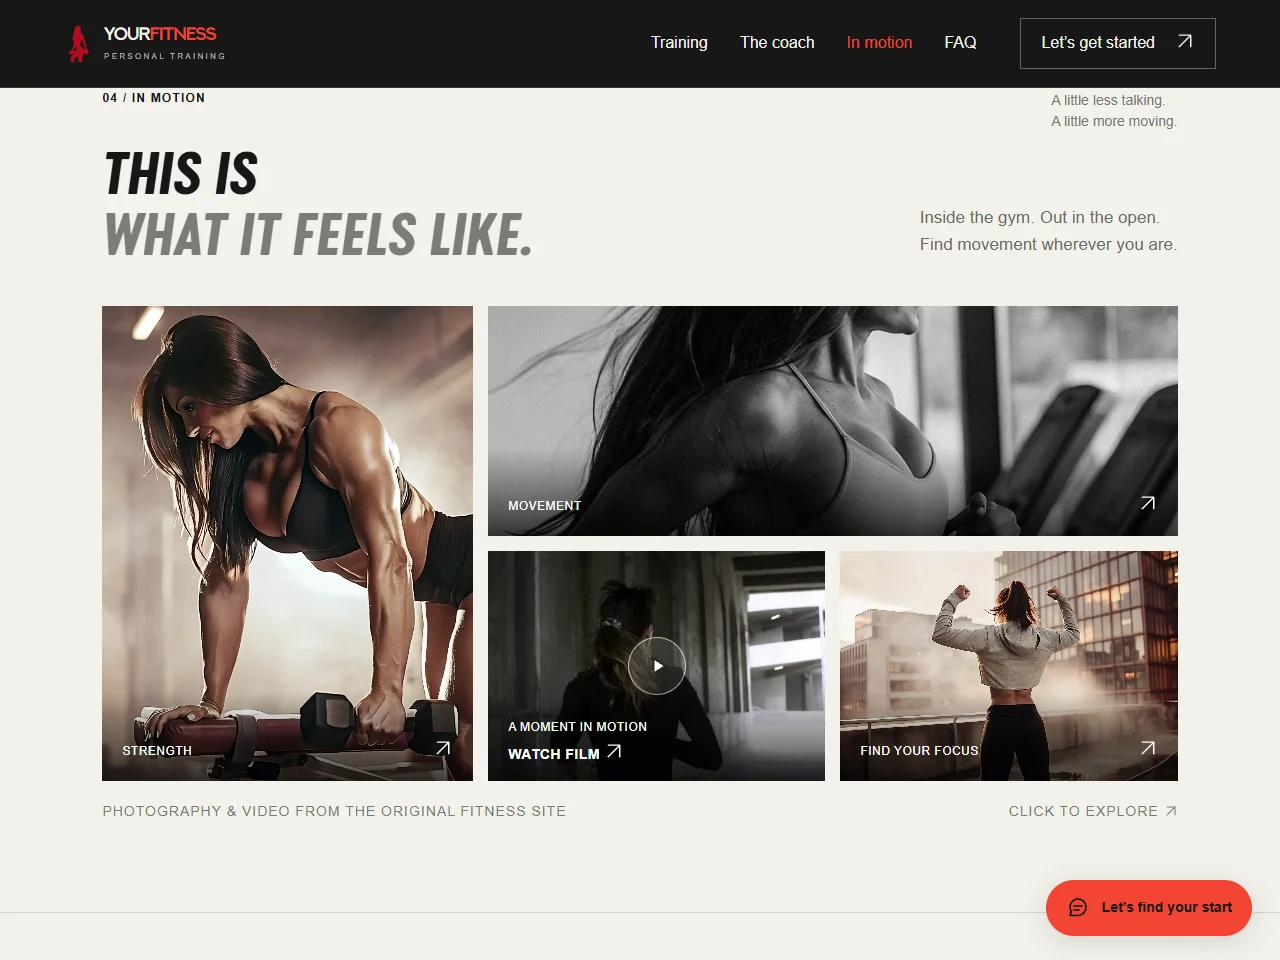 YOURFITNESS
PERSONAL TRAINING
Training
The coach
In motion
FAQ
Let's get started
04 / IN MOTION
A little less talking.
A little more moving.
THIS IS
WHAT IT FEELS LIKE.
Inside the gym. Out in the open.
Find movement wherever you are.
STRENGTH
MOVEMENT
A MOMENT IN MOTION
WATCH FILM
FIND YOUR FOCUS
PHOTOGRAPHY & VIDEO FROM THE ORIGINAL FITNESS SITE
CLICK TO EXPLORE
Let's find your start